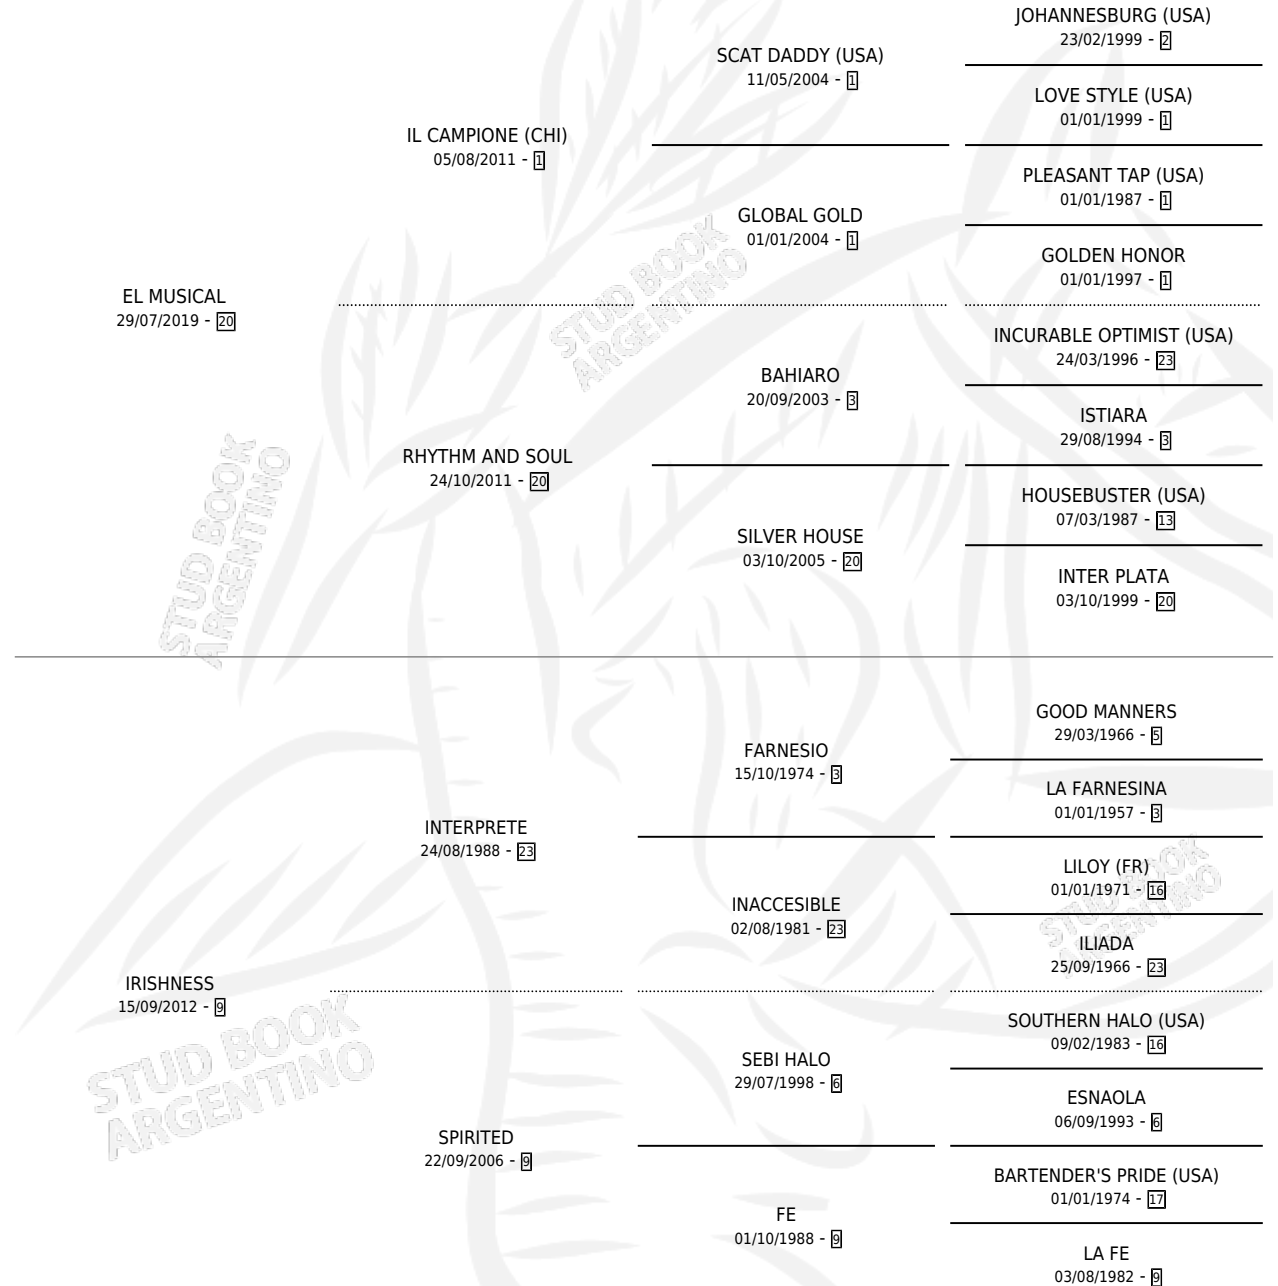 JOHANNESBURG (USA)
23/02/1999 - 2
SCAT DADDY (USA)
11/05/2004 - 1
LOVE STYLE (USA)
01/01/1999 - 1
IL CAMPIONE (CHI)
05/08/2011 - 1
PLEASANT TAP (USA)
01/01/1987 - 1
GLOBAL GOLD
01/01/2004 - 1
GOLDEN HONOR
01/01/1997 - 1
EL MUSICAL
29/07/2019 - 20
INCURABLE OPTIMIST (USA)
24/03/1996 - 23
BAHIARO
20/09/2003 - 3
ISTIARA
29/08/1994 - 3
RHYTHM AND SOUL
24/10/2011 - 20
HOUSEBUSTER (USA)
07/03/1987 - 13
SILVER HOUSE
03/10/2005 - 20
INTER PLATA
03/10/1999 - 20
GOOD MANNERS
29/03/1966 - 5
FARNESIO
15/10/1974 - 3
LA FARNESINA
01/01/1957 - 3
INTERPRETE
24/08/1988 - 23
LILOY (FR)
01/01/1971 - 16
INACCESIBLE
02/08/1981 - 23
ILIADA
25/09/1966 - 23
IRISHNESS
15/09/2012 - 9
SOUTHERN HALO (USA)
09/02/1983 - 16
SEBI HALO
29/07/1998 - 6
ESNAOLA
06/09/1993 - 6
SPIRITED
22/09/2006 - 9
BARTENDER'S PRIDE (USA)
01/01/1974 - 17
FE
01/10/1988 - 9
LA FE
03/08/1982 - 9
STUD BOOK
ARGENTINO
STUD BOOK
ARGENTINO
STUD BOOK
ARGENTINO
STUD BOOK
ARGENTINO